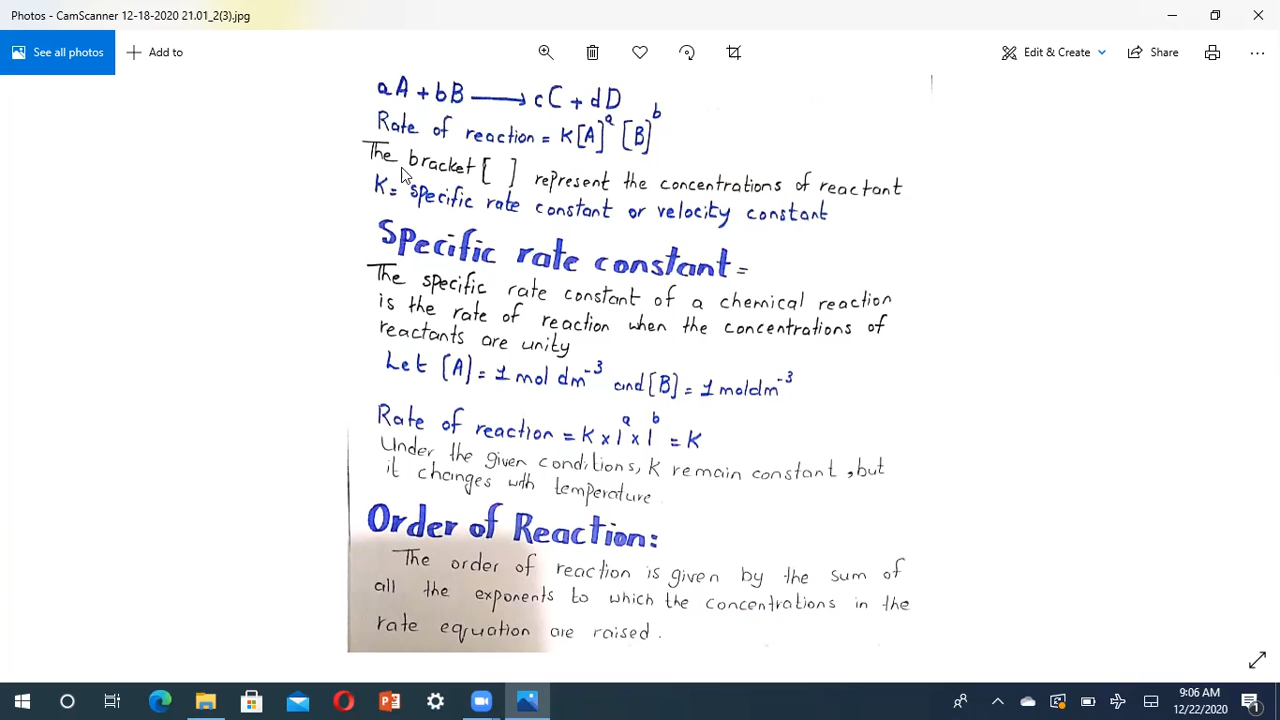 Photos - CamScanner 12-18-2020 21.01_2(3).jpg
See all photos
Add to
Edit & Create
Share
aA + bB → cC + dD
Rate of reaction = K[A]ᵃ [B]ᵇ
The bracket [ ] represent the concentrations of reactant
K= specific rate constant or velocity constant
Specific rate constant =
The specific rate constant of a chemical reaction
is the rate of reaction when the concentrations of
reactants are unity
Let [A] = 1 mol dm⁻³ and [B] = 1 moldm⁻³
Rate of reaction = K x 1ᵃ x 1ᵇ = K
Under the given conditions, K remain constant, but
it changes with temperature.
Order of Reaction:
The order of reaction is given by the sum of
all the exponents to which the concentrations in the
rate equation are raised.
9:06 AM
12/22/2020
1